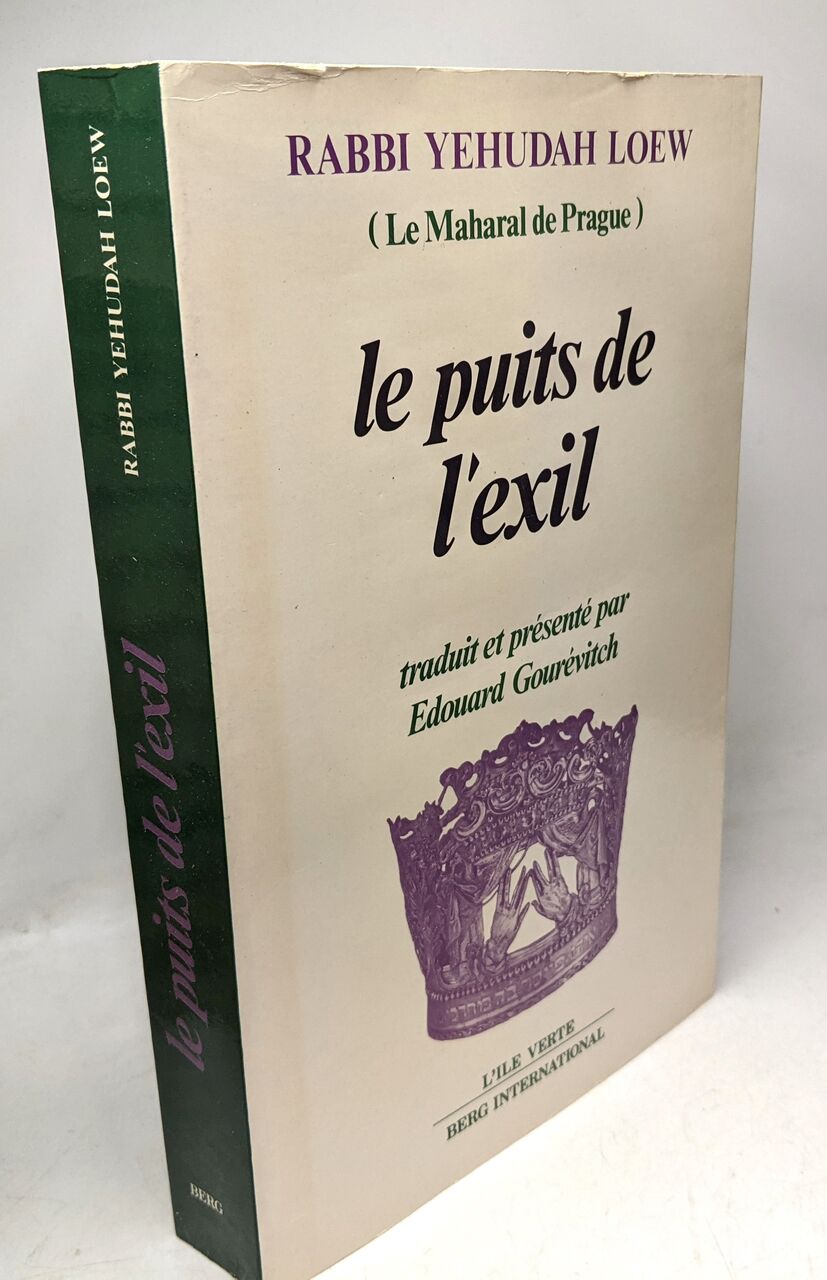 RABBI YEHUDAH LOEW
(Le Maharal de Prague)
le puits de
l'exil
traduit et présenté par
Edouard Gourévitch
L'ILE VERTE
BERG INTERNATIONAL
RABBI YEHUDAH LOEW
le puits de l'exil
BERG